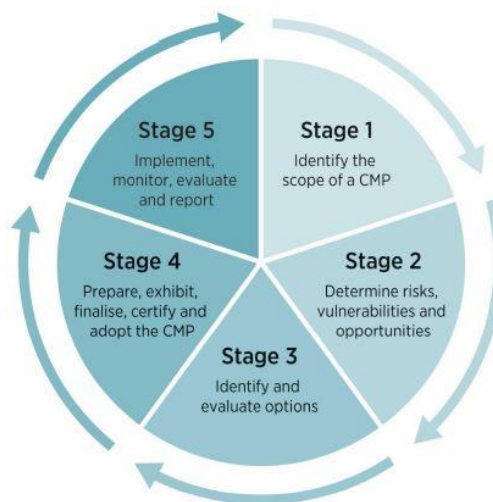 Stage 1
Identify the
scope of a CMP
Stage 2
Determine risks,
vulnerabilities and
opportunities
Stage 3
Identify and
evaluate options
Stage 4
Prepare, exhibit,
finalise, certify and
adopt the CMP
Stage 5
Implement,
monitor, evaluate
and report